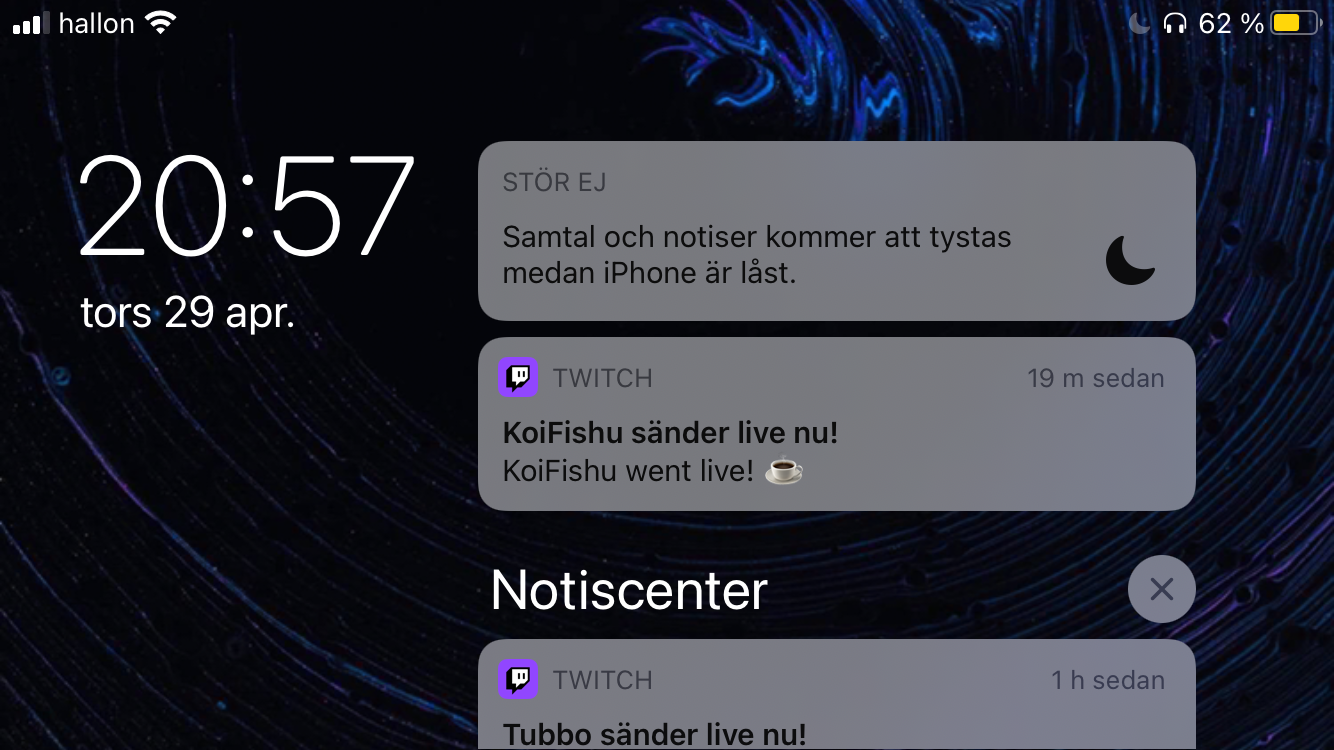 hallon
62 %
20:57
tors 29 apr.
STÖR EJ
Samtal och notiser kommer att tystas
medan iPhone är låst.
TWITCH
19 m sedan
KoiFishu sänder live nu!
KoiFishu went live! ☕
Notiscenter
TWITCH
1 h sedan
Tubbo sänder live nu!